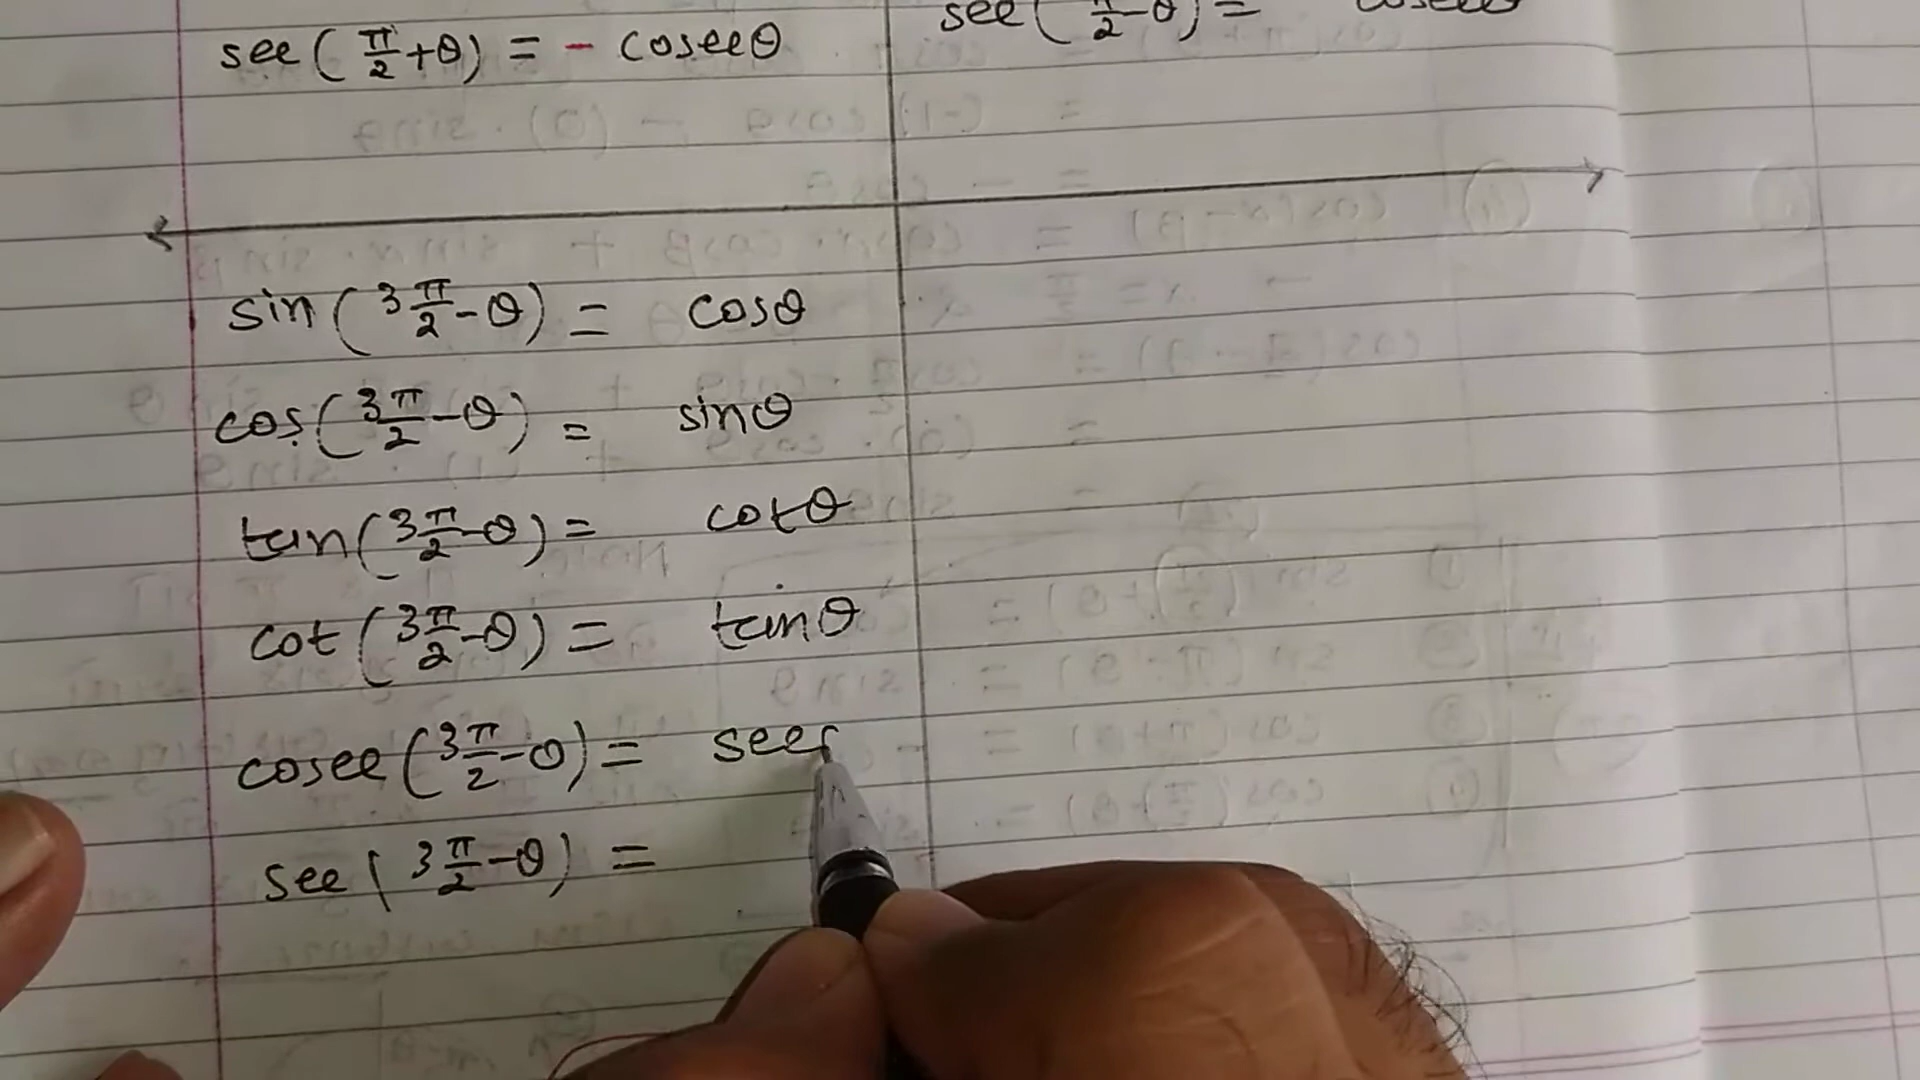 sec(π/2+θ) = - cosecθ
sec(π/2-θ) = cosecθ
sin(3π/2-θ) = cosθ
cos(3π/2-θ) = sinθ
tan(3π/2-θ) = cotθ
cot(3π/2-θ) = tanθ
cosec(3π/2-θ) = sec
sec(3π/2-θ) =